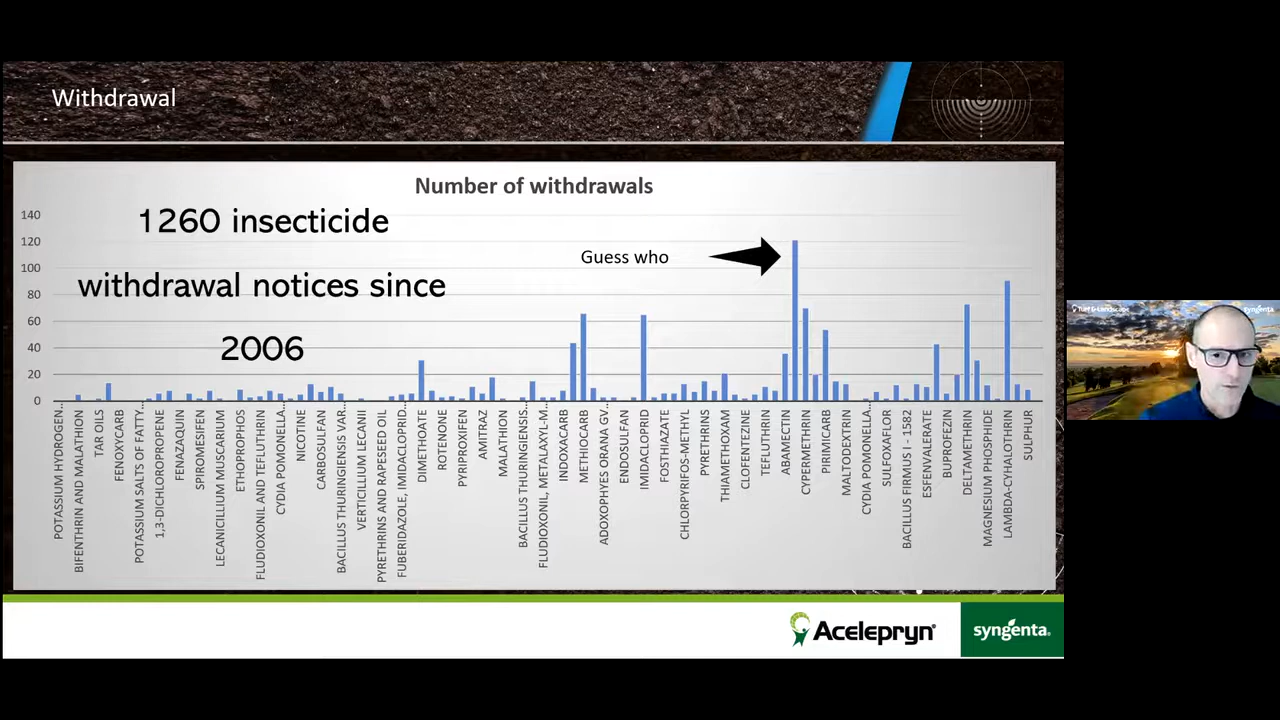 Withdrawal
Number of withdrawals
1260 insecticide
withdrawal notices since
2006
Guess who
140
120
100
80
60
40
20
0
POTASSIUM HYDROGEN…
BIFENTHRIN AND MALATHION
TAR OILS
FENOXYCARB
POTASSIUM SALTS OF FATTY…
1,3-DICHLOROPROPENE
FENAZAQUIN
SPIROMESIFEN
LECANICILLIUM MUSCARIUM
ETHOPROPHOS
FLUDIOXONIL AND TEFLUTHRIN
CYDIA POMONELLA…
NICOTINE
CARBOSULFAN
BACILLUS THURINGIENSIS VAR…
VERTICILLIUM LECANII
PYRETHRINS AND RAPESEED OIL
FUBERIDAZOLE, IMIDACLOPRID…
DIMETHOATE
ROTENONE
PYRIPROXIFEN
AMITRAZ
MALATHION
BACILLUS THURINGIENSIS…
FLUDIOXONIL, METALAXYL-M…
INDOXACARB
METHIOCARB
ADOXOPHYES ORANA GV…
ENDOSULFAN
IMIDACLOPRID
FOSTHIAZATE
CHLORPYRIFOS-METHYL
PYRETHRINS
THIAMETHOXAM
CLOFENTEZINE
TEFLUTHRIN
ABAMECTIN
CYPERMETHRIN
PIRIMICARB
MALTODEXTRIN
CYDIA POMONELLA…
SULFOXAFLOR
BACILLUS FIRMUS I - 1582
ESFENVALERATE
BUPROFEZIN
DELTAMETHRIN
MAGNESIUM PHOSPHIDE
LAMBDA-CYHALOTHRIN
SULPHUR
Acelepryn®
syngenta.
Turf & Landscape
syngenta